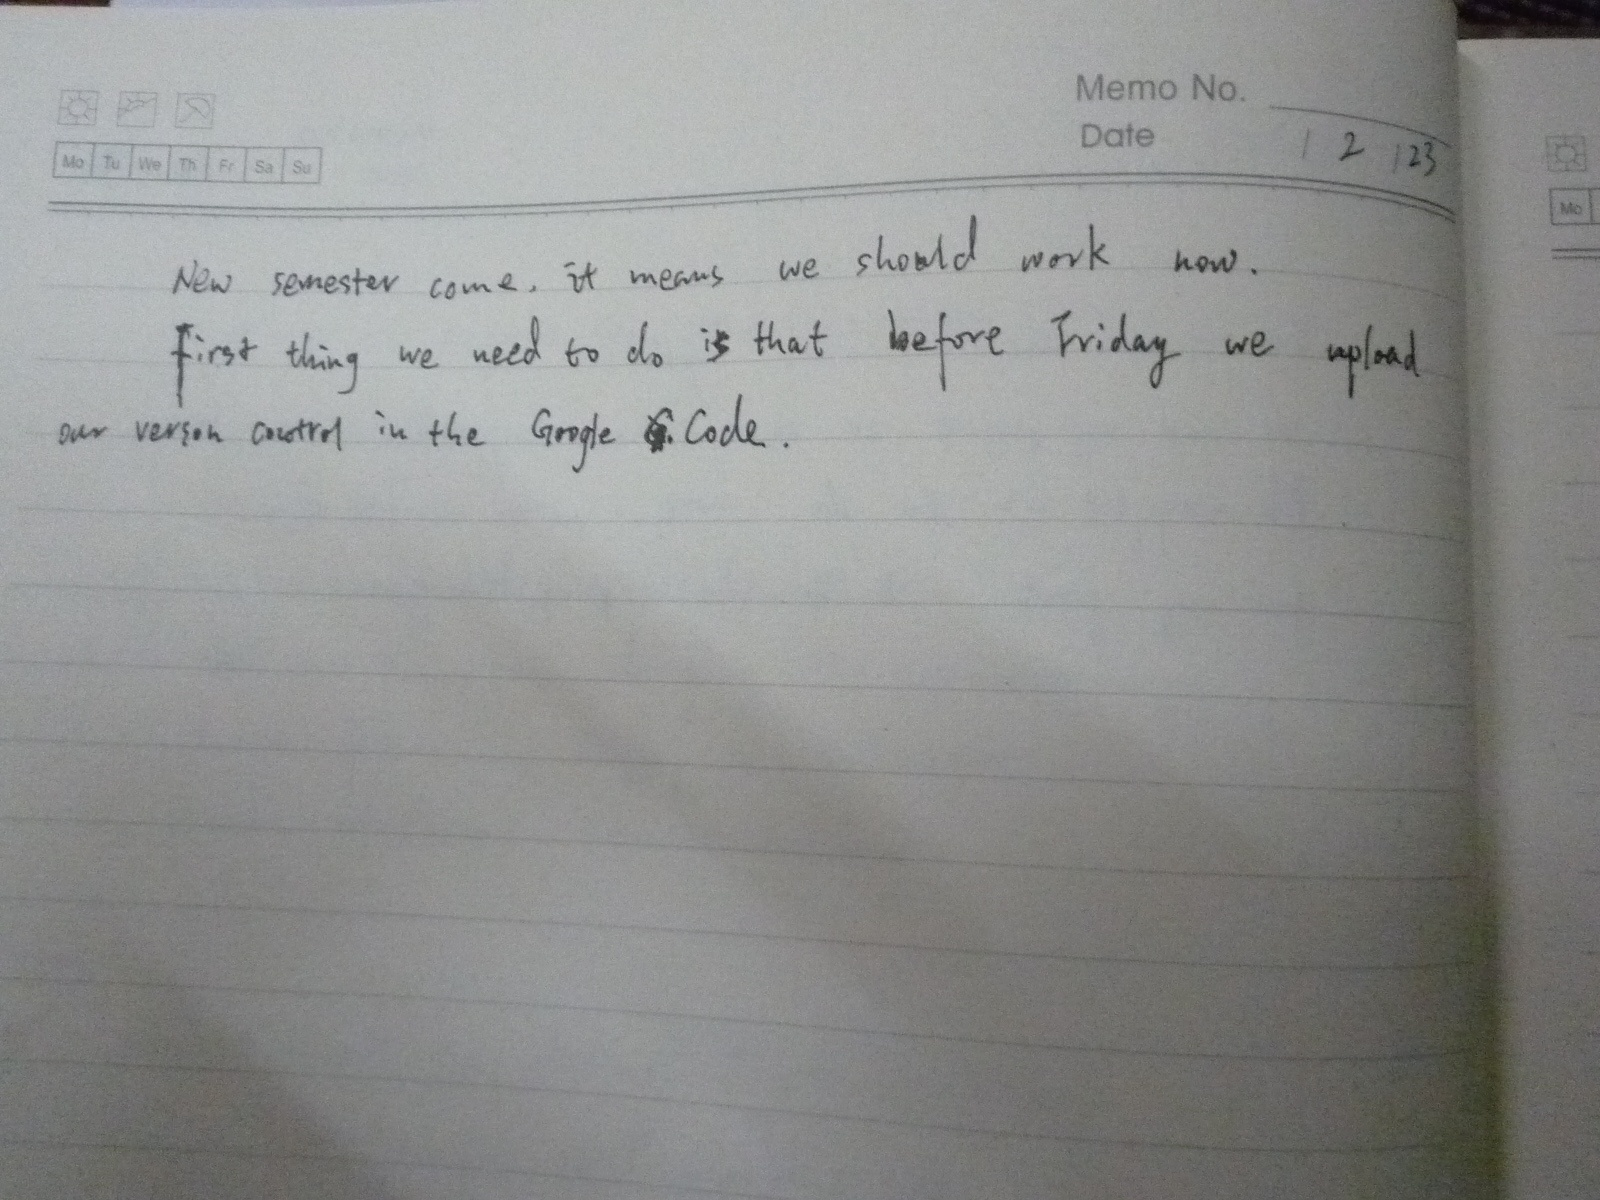 Memo No.
Date / 2 / 23
Mo Tu We Th Fr Sa Su
Mo
New semester come. it means we should work now.
First thing we need to do is that before Friday we upload
our verson control in the Google Code.